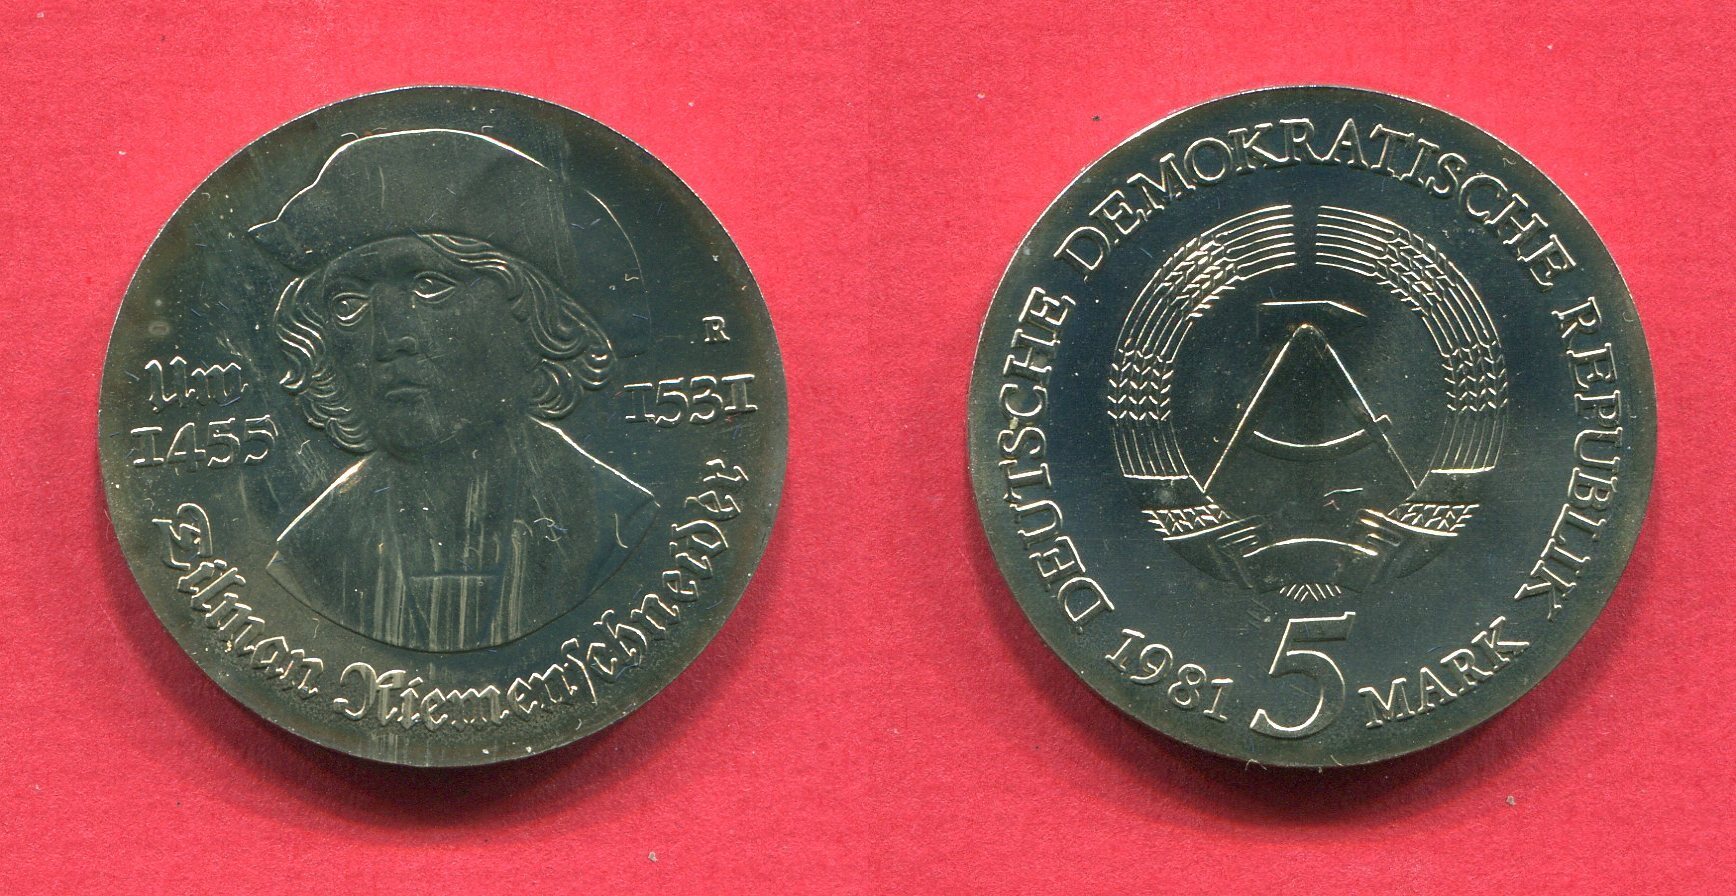 Um
1455
R
1531
Tilman Riemenschneider
DEUTSCHE DEMOKRATISCHE REPUBLIK
1981 5 MARK